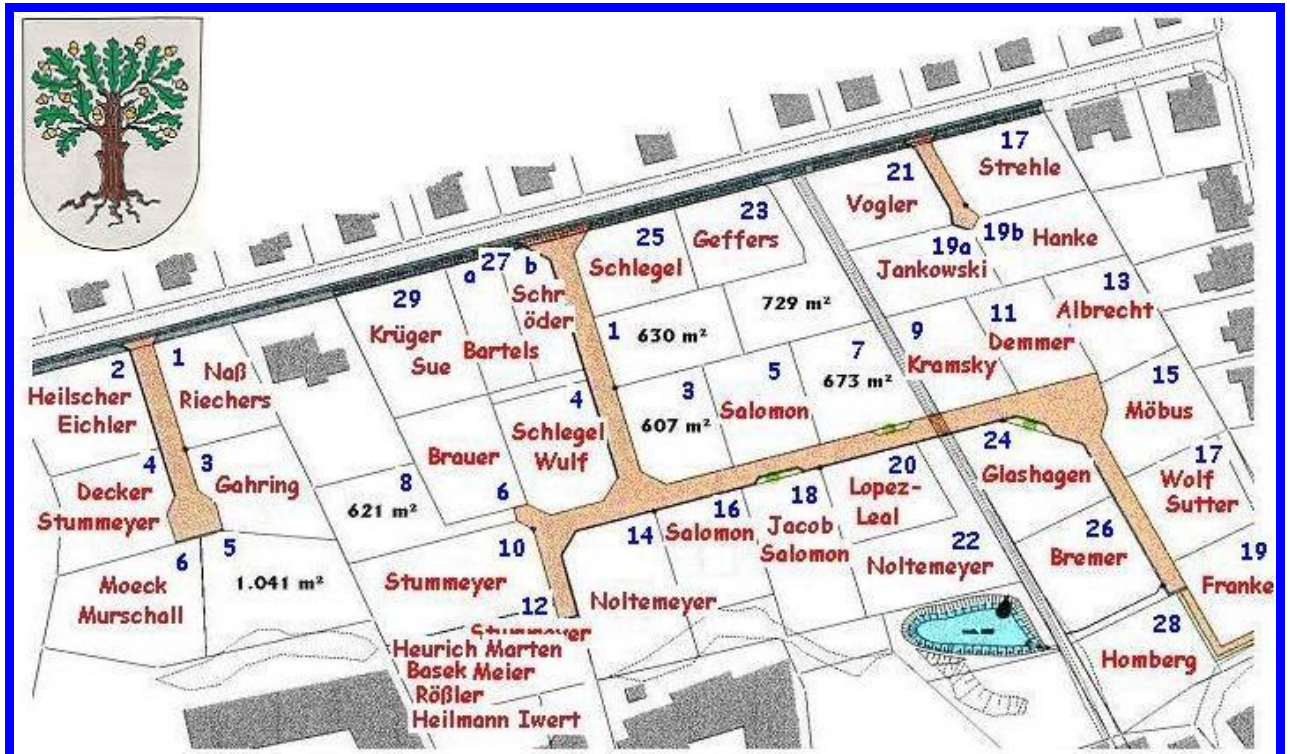 17
Strehle
21
Vogler
19a
19b
Hanke
Jankowski
23
Geffers
25
Schlegel
27
a
b
Schr
öder
29
Krüger
Sue
Bartels
13
Albrecht
11
Demmer
9
Kramsky
729 m²
1
630 m²
7
673 m²
5
Salomon
3
607 m²
15
Möbus
2
Heilscher
Eichler
1
Naß
Riechers
4
Schlegel
Wulf
Brauer
6
4
Decker
Stummeyer
3
Gahring
8
621 m²
24
Glashagen
17
Wolf
Sutter
20
Lopez-
Leal
18
Jacob
Salomon
16
Salomon
14
Noltemeyer
22
Noltemeyer
26
Bremer
19
Franke
6
Moeck
Murschall
5
1.041 m²
10
Stummeyer
12
Stummeyer
Heurich Marten
Basek Meier
Rößler
Heilmann Iwert
28
Homberg